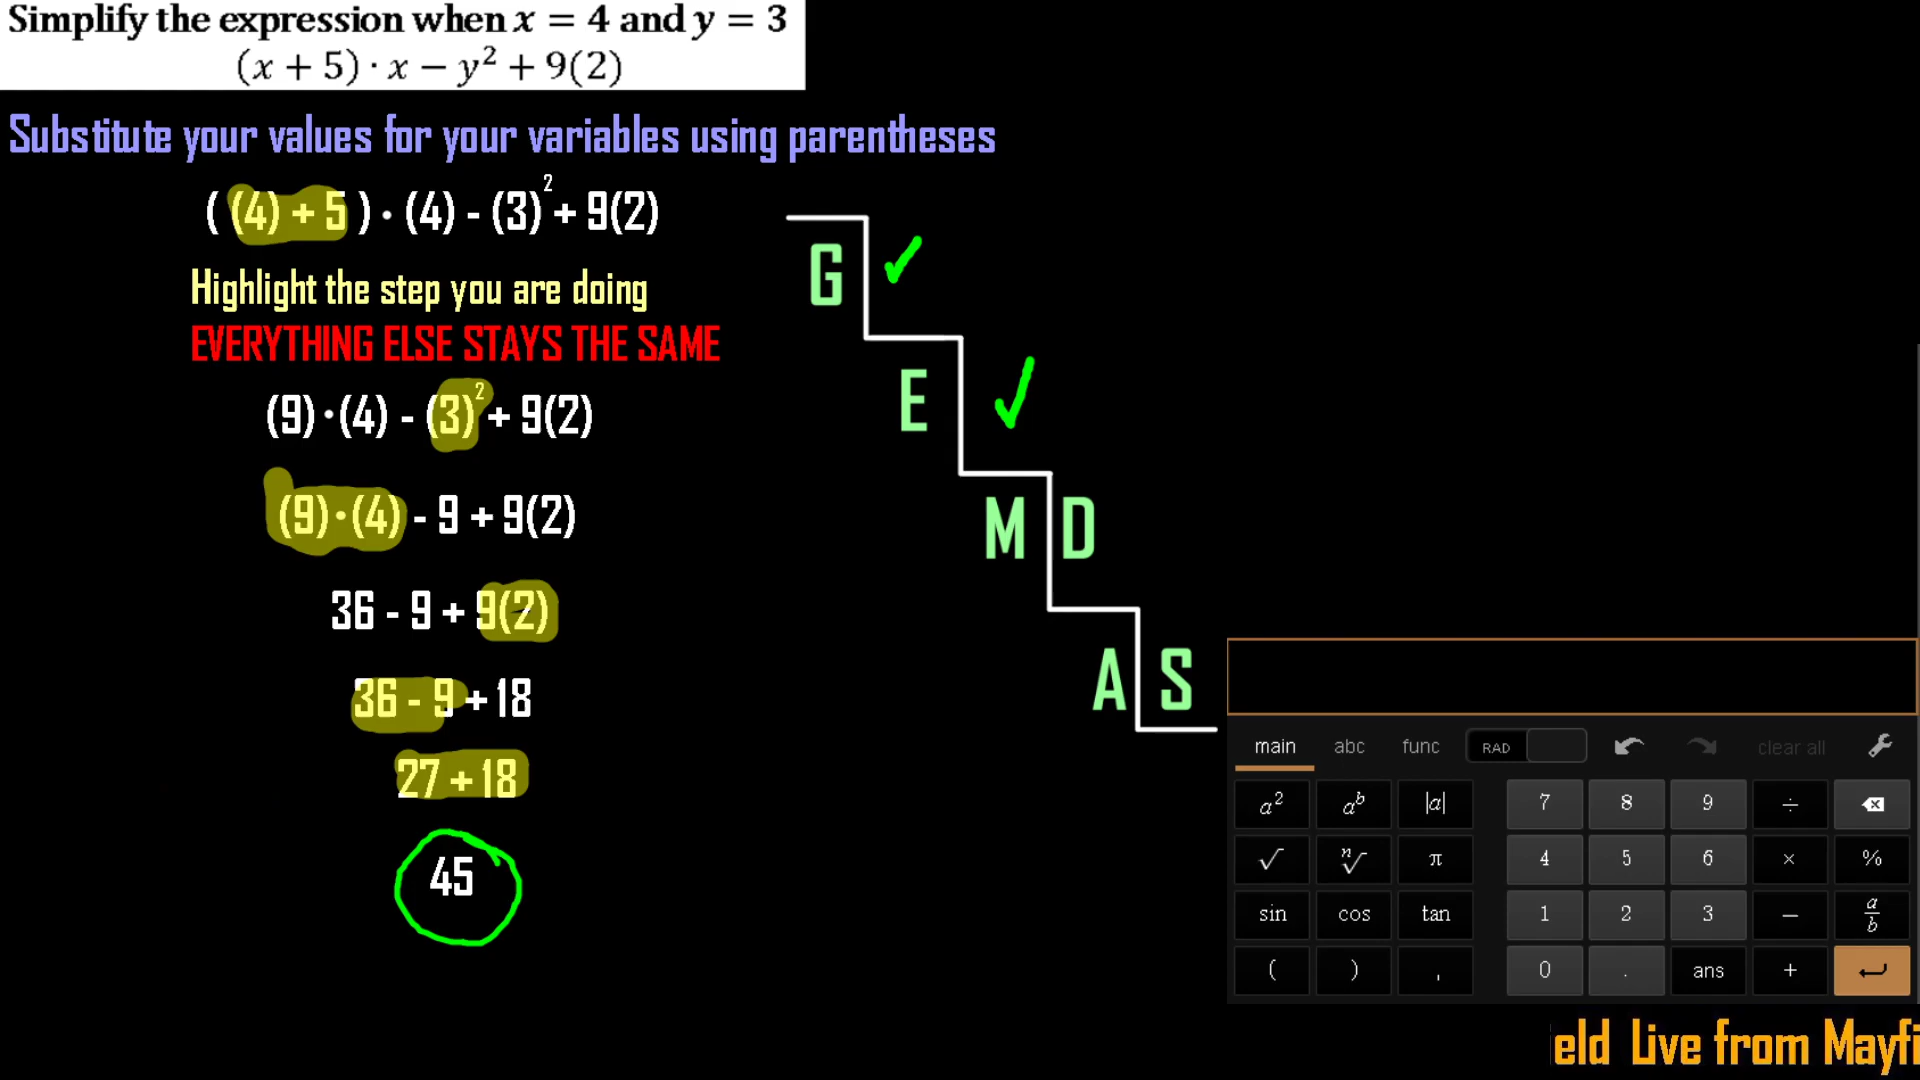 Simplify the expression when x = 4 and y = 3
(x + 5) · x − y² + 9(2)
Substitute your values for your variables using parentheses
( (4) + 5 ) · (4) - (3)² + 9(2)
Highlight the step you are doing
EVERYTHING ELSE STAYS THE SAME
(9) · (4) - (3)² + 9(2)
(9) · (4) - 9 + 9(2)
36 - 9 + 9(2)
36 - 9 + 18
27 + 18
45
G
E
M D
A S
main abc func RAD clear all
a² aᵇ |a| 7 8 9 ÷
√ ⁿ√ π 4 5 6 × %
sin cos tan 1 2 3 − a/b
( ) , 0 . ans +
eld Live from Mayfi